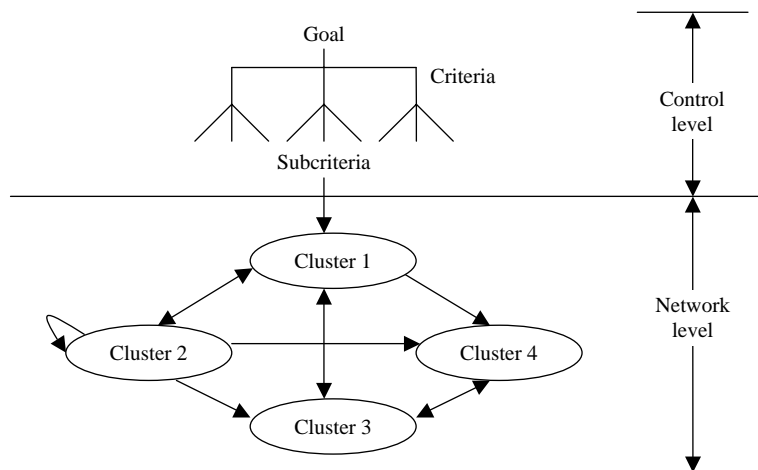 Goal
Criteria
Control
level
Subcriteria
Cluster 1
Network
level
Cluster 2
Cluster 4
Cluster 3